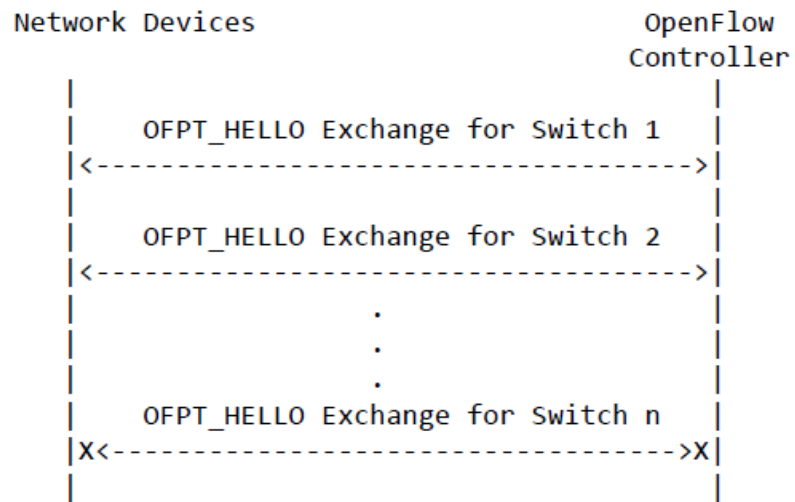 Network Devices OpenFlow
Controller
OFPT_HELLO Exchange for Switch 1
|<------------------------------------->|
OFPT_HELLO Exchange for Switch 2
|<------------------------------------->|
.
.
.
OFPT_HELLO Exchange for Switch n
|X<----------------------------------->X|